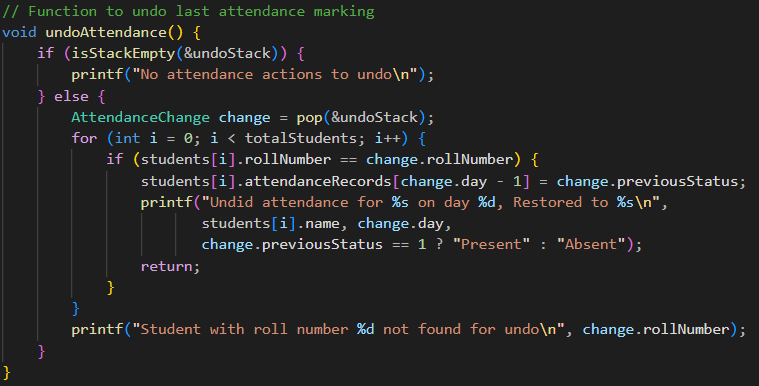 // Function to undo last attendance marking
void undoAttendance() {
    if (isStackEmpty(&undoStack)) {
        printf("No attendance actions to undo\n");
    } else {
        AttendanceChange change = pop(&undoStack);
        for (int i = 0; i < totalStudents; i++) {
            if (students[i].rollNumber == change.rollNumber) {
                students[i].attendanceRecords[change.day - 1] = change.previousStatus;
                printf("Undid attendance for %s on day %d, Restored to %s\n",
                       students[i].name, change.day,
                       change.previousStatus == 1 ? "Present" : "Absent");
                return;
            }
        }
        printf("Student with roll number %d not found for undo\n", change.rollNumber);
    }
}